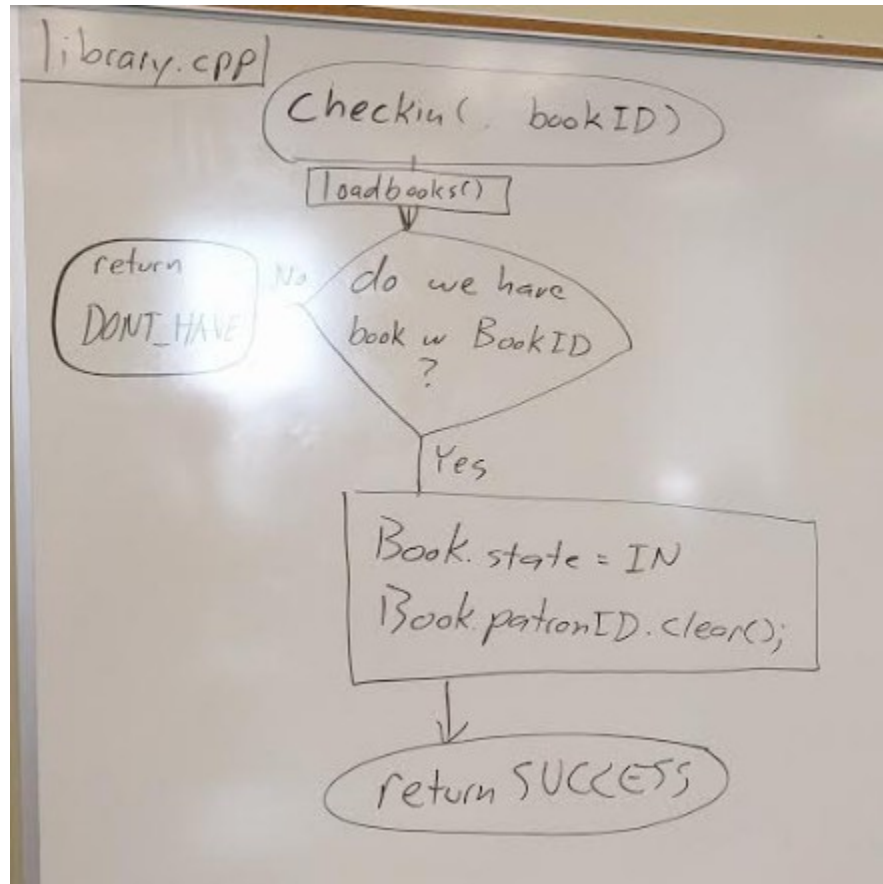 library.cpp
Checkin( bookID)
loadbooks()
do we have
book w BookID
?
No
return
DONT_HAVE
Yes
Book.state = IN
Book.patronID.clear();
return SUCCESS